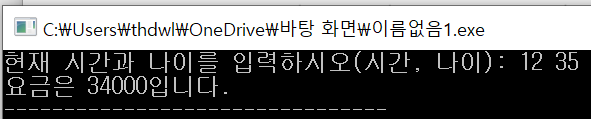 C:₩Users₩thdwl₩OneDrive₩바탕 화면₩이름없음1.exe
현재 시간과 나이를 입력하시오(시간, 나이): 12 35
요금은 34000입니다.
--------------------------------